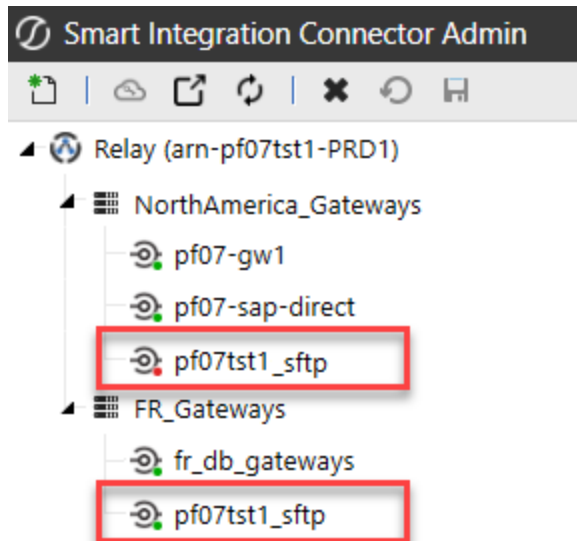 Smart Integration Connector Admin
Relay (arn-pf07tst1-PRD1)
NorthAmerica_Gateways
pf07-gw1
pf07-sap-direct
pf07tst1_sftp
FR_Gateways
fr_db_gateways
pf07tst1_sftp